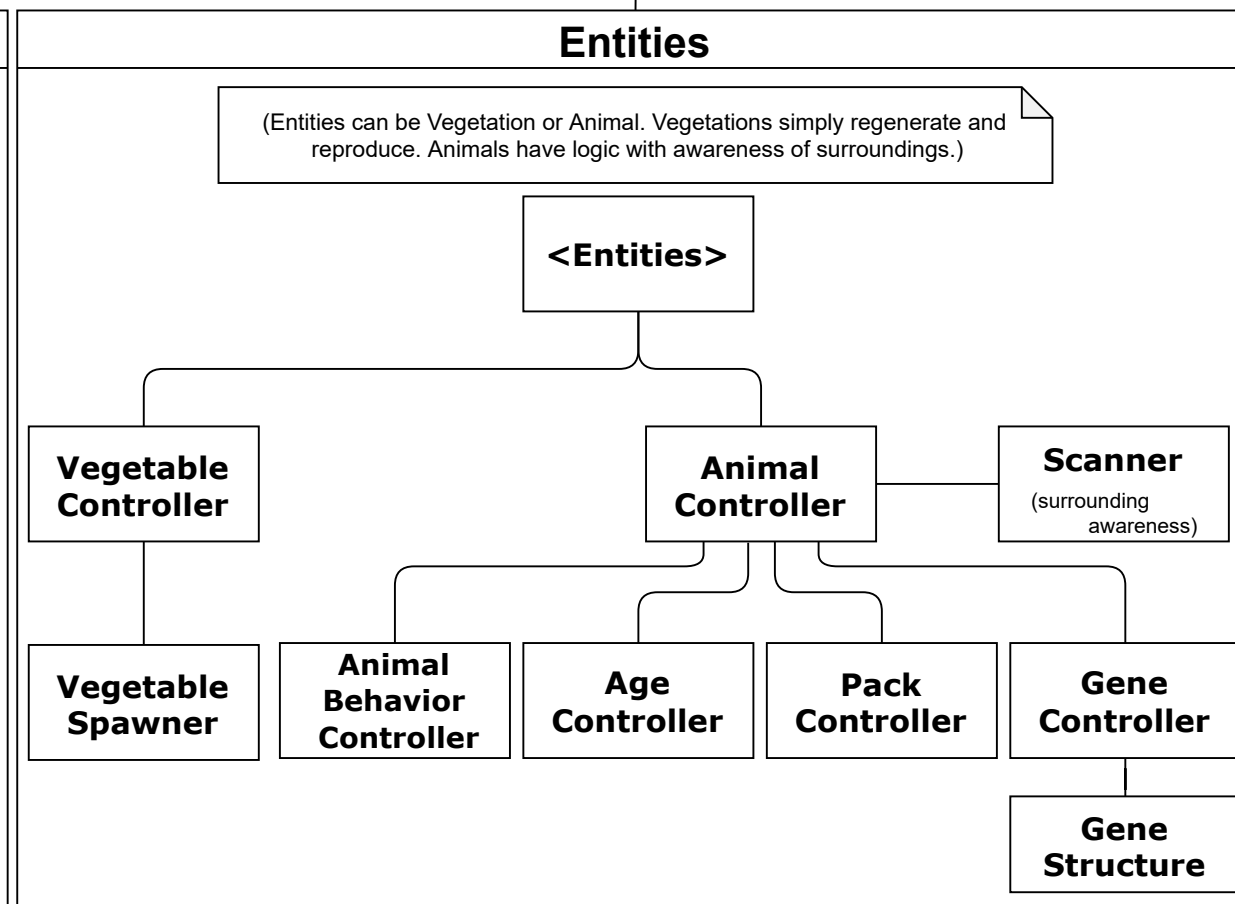 Entities
(Entities can be Vegetation or Animal. Vegetations simply regenerate and
reproduce. Animals have logic with awareness of surroundings.)
<Entities>
Vegetable
Controller
Animal
Controller
Scanner
(surrounding
awareness)
Vegetable
Spawner
Animal
Behavior
Controller
Age
Controller
Pack
Controller
Gene
Controller
Gene
Structure